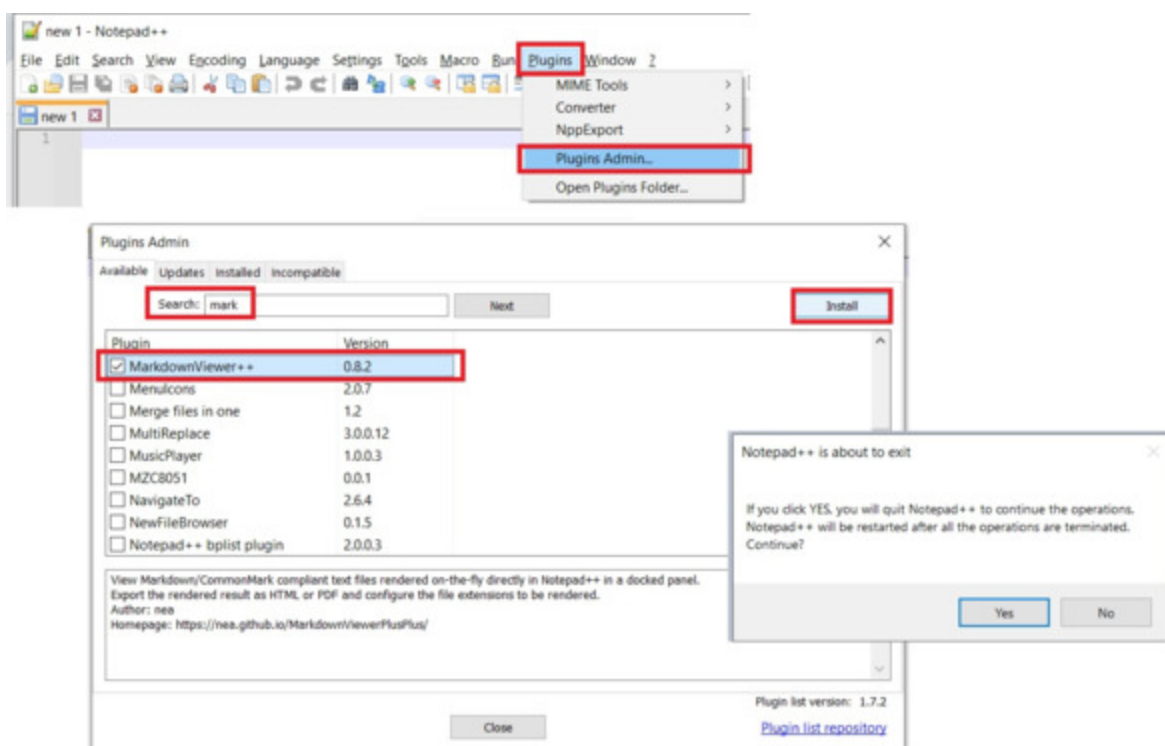 new 1 - Notepad++
File Edit Search View Encoding Language Settings Tools Macro Run Plugins Window ?
MIME Tools
new 1
Converter
1
NppExport
Plugins Admin...
Open Plugins Folder...
Plugins Admin
Available Updates Installed Incompatible
Search: mark Next Install
Plugin Version
MarkdownViewer++ 0.8.2
MenuIcons 2.0.7
Merge files in one 1.2
MultiReplace 3.0.0.12
MusicPlayer 1.0.0.3
MZC8051 0.0.1
NavigateTo 2.6.4
NewFileBrowser 0.1.5
Notepad++ bplist plugin 2.0.0.3
View Markdown/CommonMark compliant text files rendered on-the-fly directly in Notepad++ in a docked panel.
Export the rendered result as HTML or PDF and configure the file extensions to be rendered.
Author: nea
Homepage: https://nea.github.io/MarkdownViewerPlusPlus/
Notepad++ is about to exit
If you click YES, you will quit Notepad++ to continue the operations.
Notepad++ will be restarted after all the operations are terminated.
Continue?
Yes No
Plugin list version: 1.7.2
Close Plugin list repository